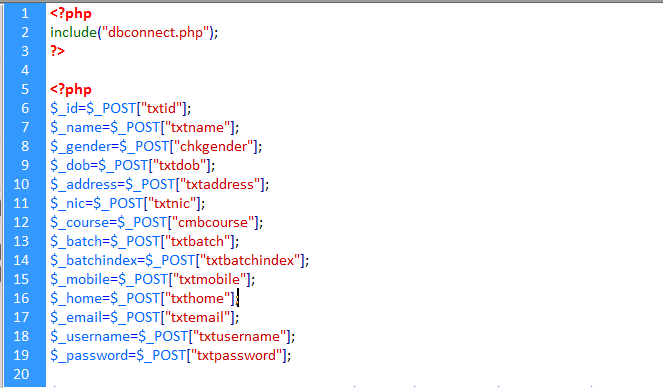 1 <?php
2 include("dbconnect.php");
3 ?>
4
5 <?php
6 $_id=$_POST["txtid"];
7 $_name=$_POST["txtname"];
8 $_gender=$_POST["chkgender"];
9 $_dob=$_POST["txtdob"];
10 $_address=$_POST["txtaddress"];
11 $_nic=$_POST["txtnic"];
12 $_course=$_POST["cmbcourse"];
13 $_batch=$_POST["txtbatch"];
14 $_batchindex=$_POST["txtbatchindex"];
15 $_mobile=$_POST["txtmobile"];
16 $_home=$_POST["txthome"];
17 $_email=$_POST["txtemail"];
18 $_username=$_POST["txtusername"];
19 $_password=$_POST["txtpassword"];
20